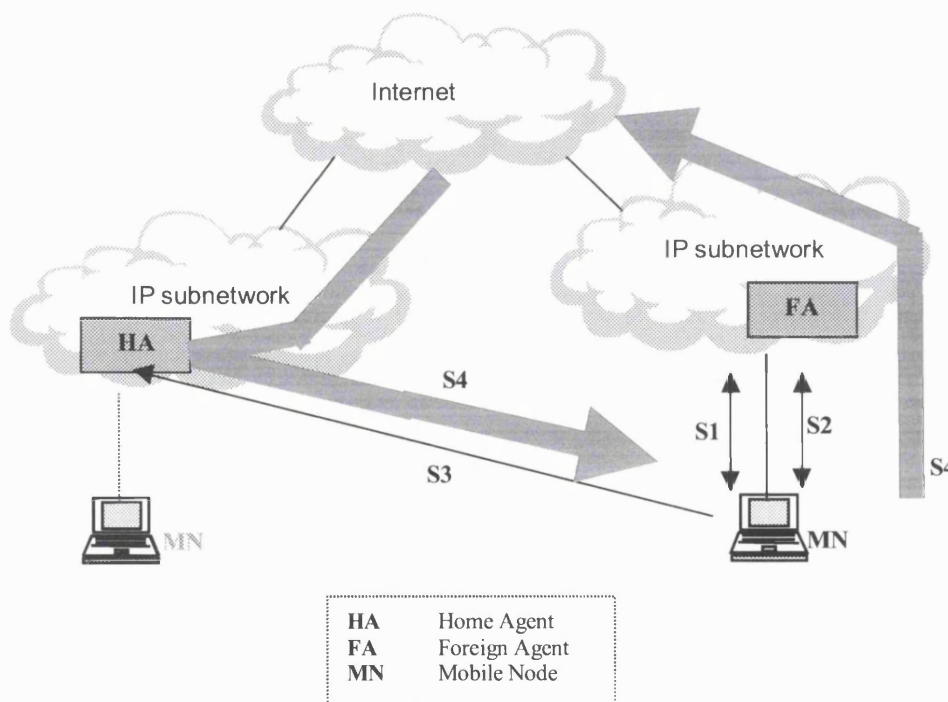 Internet
IP subnetwork
IP subnetwork
FA
HA
S4
S1
S2
S3
S4
MN
MN
HA Home Agent
FA Foreign Agent
MN Mobile Node